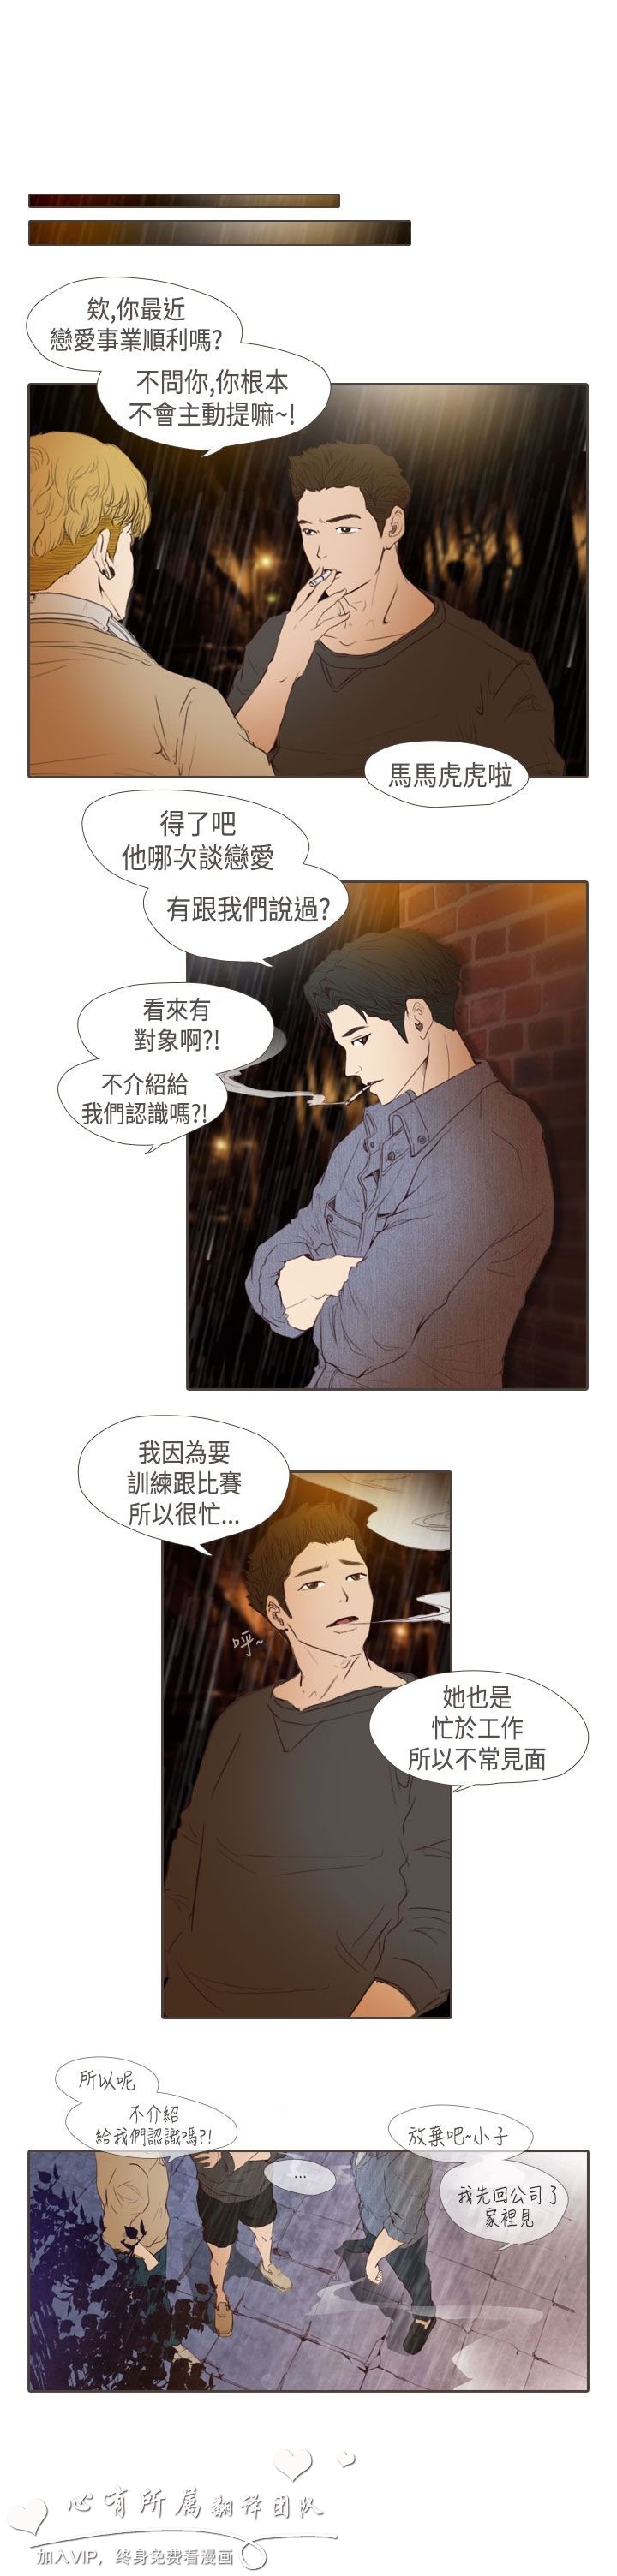 欸,你最近
戀愛事業順利嗎?
不問你,你根本
不會主動提嘛~!
馬馬虎虎啦
得了吧
他哪次談戀愛
有跟我們說過?
看來有
對象啊?!
不介紹給
我們認識嗎?!
我因為要
訓練跟比賽
所以很忙...
呼~
她也是
忙於工作
所以不常見面
所以呢
不介紹
給我們認識嗎?!
放棄吧~小子
...
我先回公司了
家裡見
心有所属翻译团队
加入VIP，终身免费看漫画